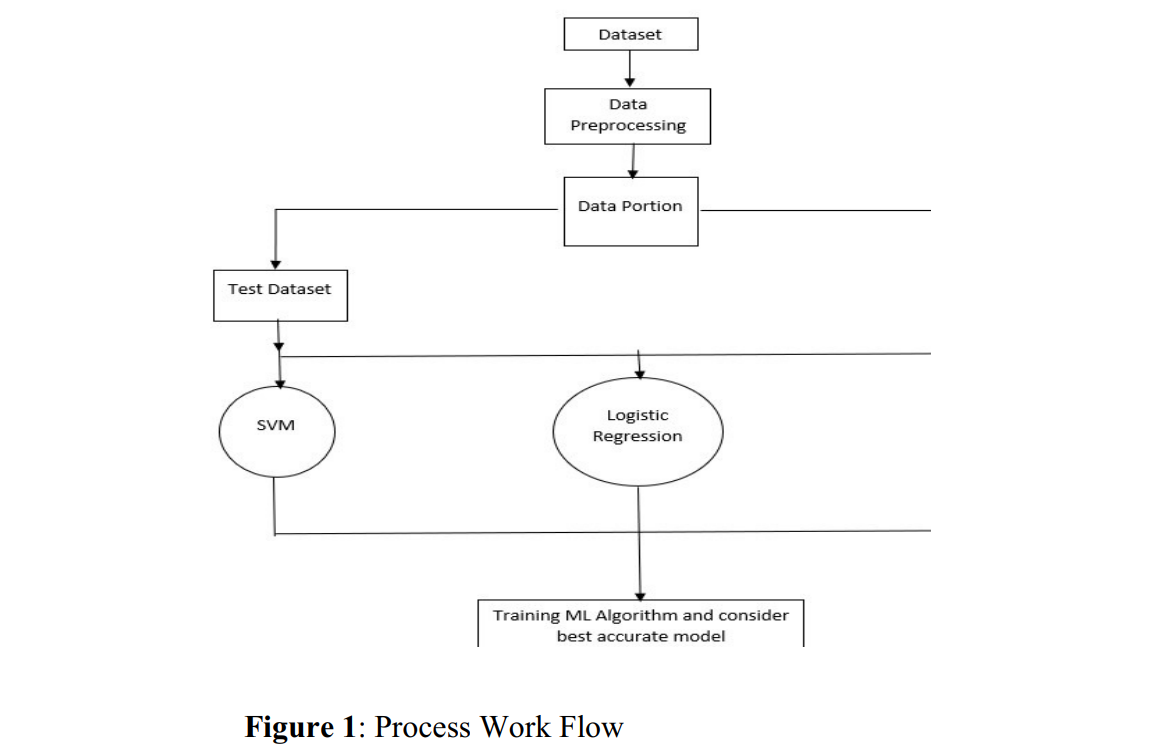 Dataset
Data
Preprocessing
Data Portion
Test Dataset
SVM
Logistic
Regression
Training ML Algorithm and consider
best accurate model
Figure 1: Process Work Flow